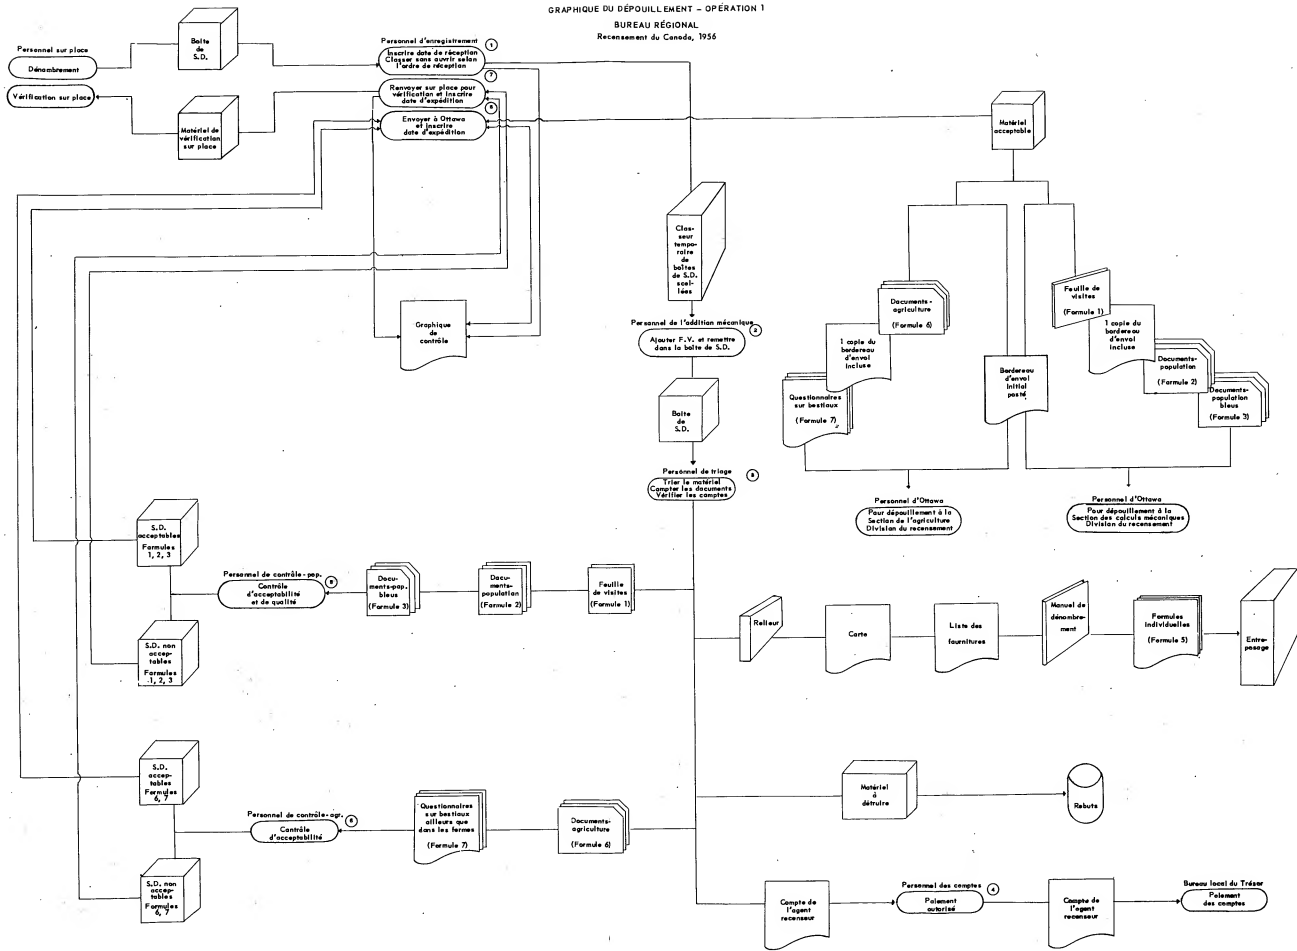 GRAPHIQUE DU DÉPOUILLEMENT – OPÉRATION 1
BUREAU RÉGIONAL
Recensement du Canada, 1956
Personnel sur place
Dénombrement
Vérification sur place
Boîte
de
S.D.
Matériel de
vérification
sur place
Personnel d'enregistrement
1
Inscrire date de réception
Classer sans ouvrir selon
l'ordre de réception
7
Renvoyer sur place pour
vérification et inscrire
date d'expédition
Envoyer à Ottawa
et inscrire
date d'expédition
Graphique
de
contrôle
Clas-
seur
tempo-
raire
de
boîtes
de S.D.
scel-
lées
Personnel de l'addition mécanique
2
Ajouter F.V. et remettre
dans la boîte de S.D.
Boîte
de
S.D.
Personnel de triage
3
Trier le matériel
Compter les documents
Vérifier les comptes
Matériel
acceptable
Documents-
agriculture
(Formule 6)
1 copie du
bordereau
d'envoi
incluse
Questionnaires
sur bestiaux
(Formule 7)
Bordereau
d'envoi
initial
posté
Feuille de
visites
(Formule 1)
1 copie du
bordereau
d'envoi
incluse
Documents-
population
(Formule 2)
Documents-
population
bleus
(Formule 3)
Personnel d'Ottawa
Pour dépouillement à la
Section de l'agriculture
Division du recensement
Personnel d'Ottawa
Pour dépouillement à la
Section des calculs mécaniques
Division du recensement
S.D.
acceptables
Formules
1, 2, 3
S.D. non
accep-
tables
Formules
1, 2, 3
Personnel de contrôle-pop.
5
Contrôle
d'acceptabilité
et de qualité
Docu-
ments-pop.
bleus
(Formule 3)
Docu-
ments-
population
(Formule 2)
Feuille
de visites
(Formule 1)
Relieur
Carte
Liste des
fournitures
Manuel de
dénombre-
ment
Formules
individuelles
(Formule 5)
Entre-
posage
S.D.
accep-
tables
Formules
6, 7
S.D. non
accep-
tables
Formules
6, 7
Personnel de contrôle-agr.
6
Contrôle
d'acceptabilité
Questionnaires
sur bestiaux
ailleurs que
dans les fermes
(Formule 7)
Documents-
agriculture
(Formule 6)
Matériel
à
détruire
Rebuts
Compte de
l'agent
recenseur
Personnel des comptes
4
Paiement
autorisé
Compte de
l'agent
recenseur
Bureau local du Trésor
Paiement
des comptes